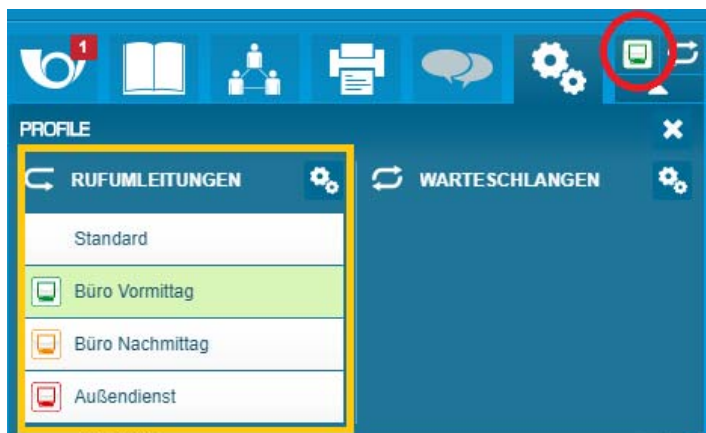 1
PROFILE
RUFUMLEITUNGEN
WARTESCHLANGEN
Standard
Büro Vormittag
Büro Nachmittag
Außendienst